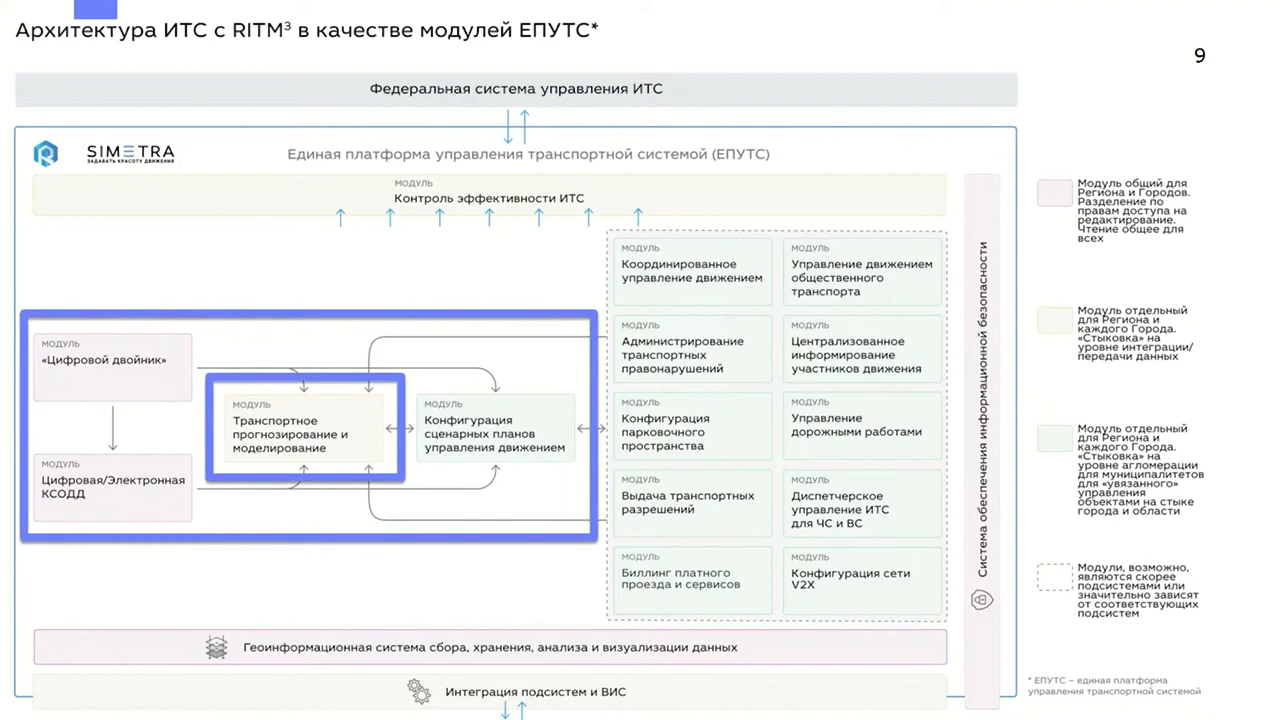 Архитектура ИТС с RITM³ в качестве модулей ЕПУТС*
9
Федеральная система управления ИТС
SIMETRA
ЗАДАВАТЬ КРАСОТУ ДВИЖЕНИЯ
Единая платформа управления транспортной системой (ЕПУТС)
МОДУЛЬ
Контроль эффективности ИТС
МОДУЛЬ
«Цифровой двойник»
МОДУЛЬ
Цифровая/Электронная
КСОДД
МОДУЛЬ
Транспортное
прогнозирование и
моделирование
МОДУЛЬ
Конфигурация
сценарных планов
управления движением
МОДУЛЬ
Координированное
управление движением
МОДУЛЬ
Управление движением
общественного
транспорта
МОДУЛЬ
Администрирование
транспортных
правонарушений
МОДУЛЬ
Централизованное
информирование
участников движения
МОДУЛЬ
Конфигурация
парковочного
пространства
МОДУЛЬ
Управление
дорожными работами
МОДУЛЬ
Выдача транспортных
разрешений
МОДУЛЬ
Диспетчерское
управление ИТС
для ЧС и ВС
МОДУЛЬ
Биллинг платного
проезда и сервисов
МОДУЛЬ
Конфигурация сети
V2X
Система обеспечения информационной безопасности
Геоинформационная система сбора, хранения, анализа и визуализации данных
Интеграция подсистем и ВИС
Модуль общий для
Региона и Городов.
Разделение по
правам доступа на
редактирование.
Чтение общее для
всех
Модуль отдельный
для Региона и
каждого Города.
«Стыковка» на
уровне интеграции/
передачи данных
Модуль отдельный
для Региона и
каждого Города.
«Стыковка» на
уровне агломерации
для муниципалитетов
для «увязанного»
управления
объектами на стыке
города и области
Модули, возможно,
являются скорее
подсистемами или
значительно зависят
от соответствующих
подсистем
* ЕПУТС – единая платформа
управления транспортной системой